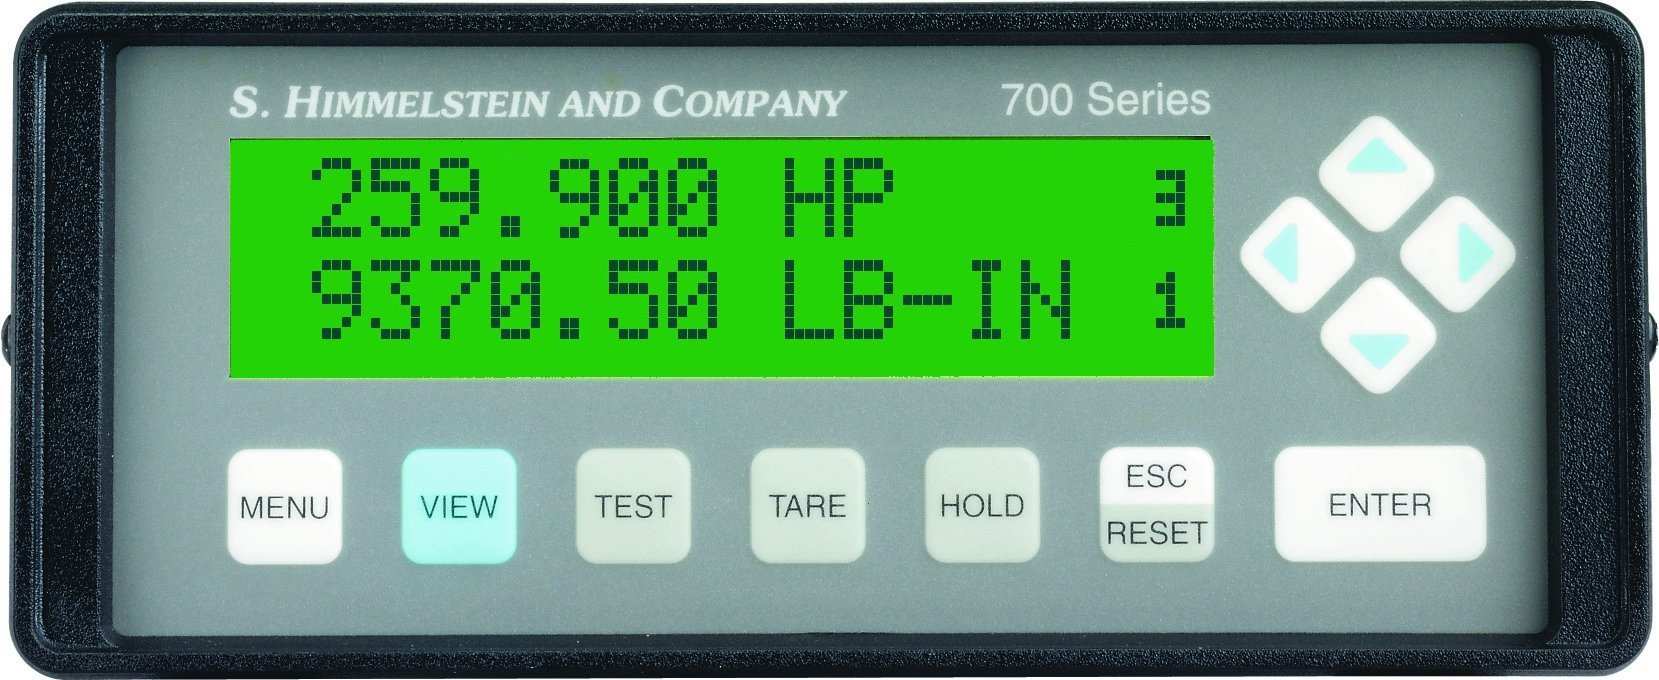 S. HIMMELSTEIN AND COMPANY 700 Series
259.900 HP 3
9370.50 LB-IN 1
MENU VIEW TEST TARE HOLD ESC RESET ENTER